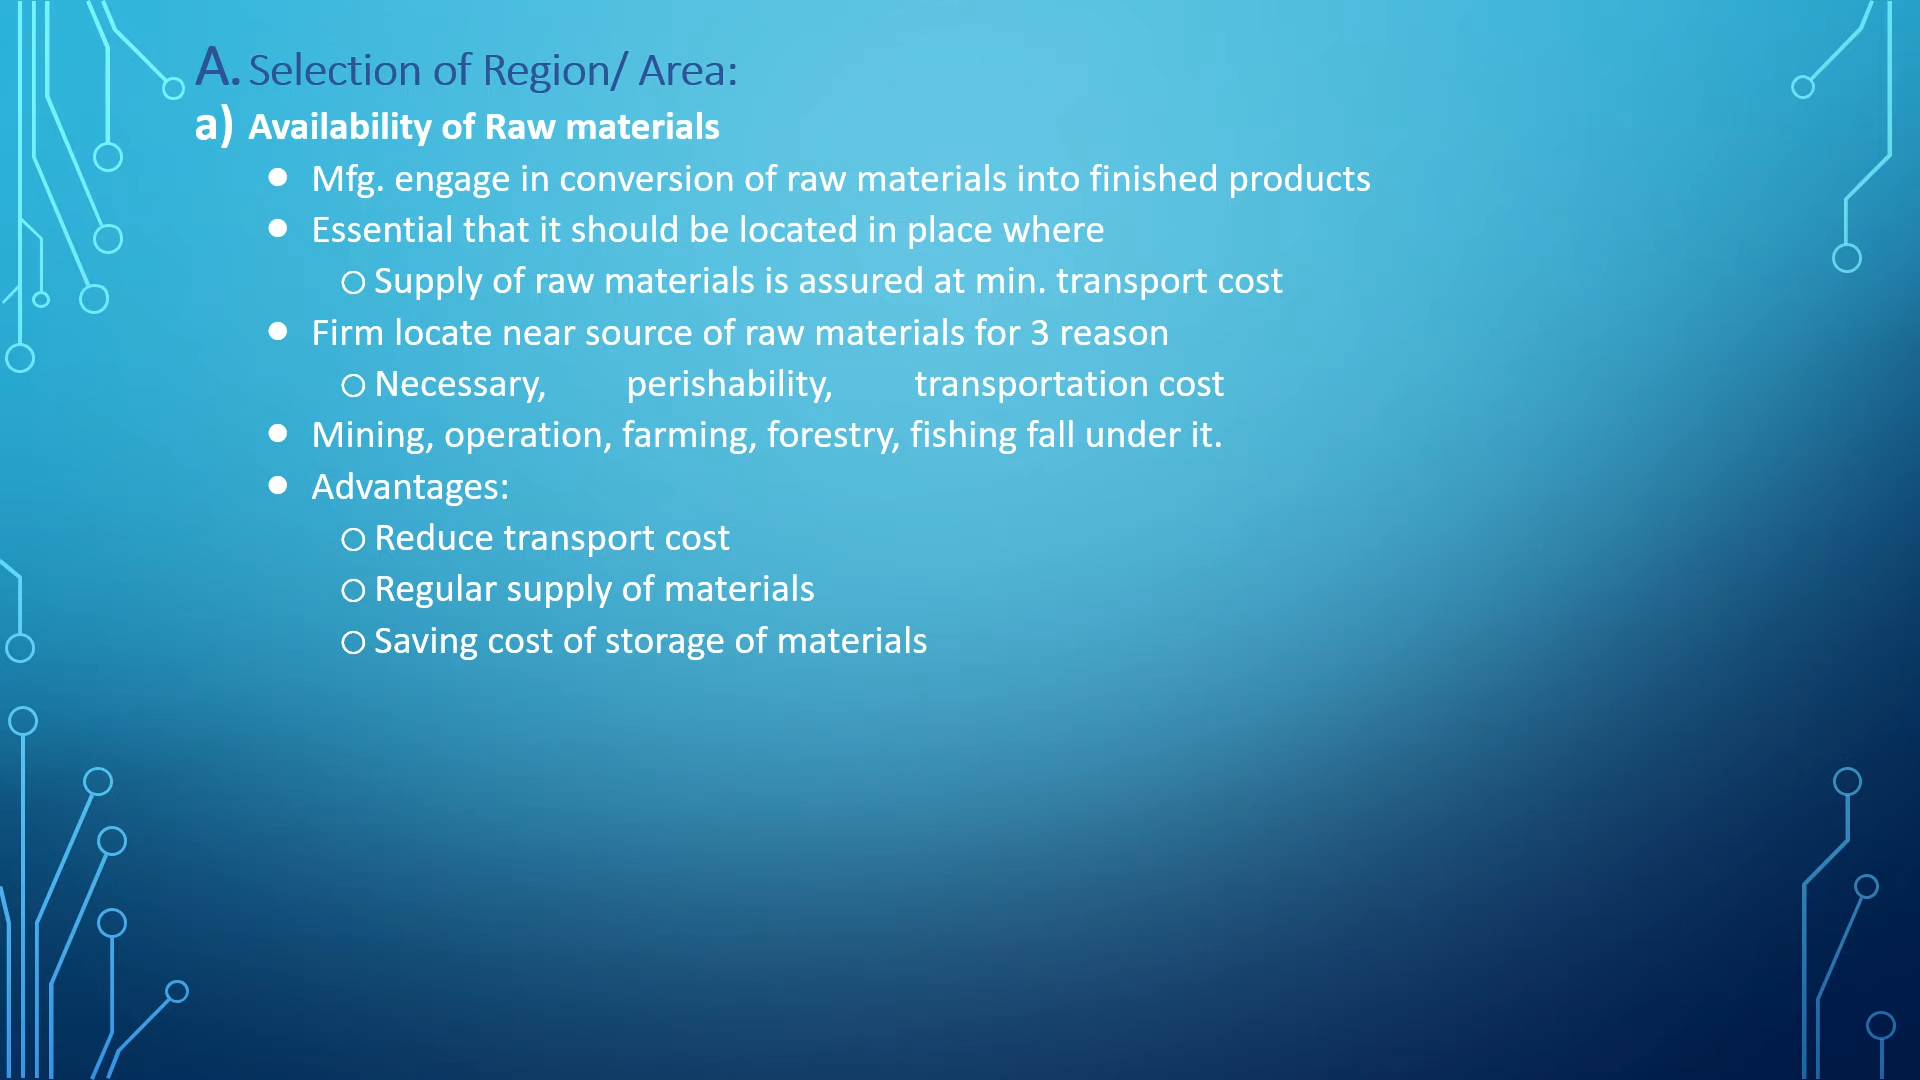 A. Selection of Region/ Area:
a) Availability of Raw materials
● Mfg. engage in conversion of raw materials into finished products
● Essential that it should be located in place where
○ Supply of raw materials is assured at min. transport cost
● Firm locate near source of raw materials for 3 reason
○ Necessary, perishability, transportation cost
● Mining, operation, farming, forestry, fishing fall under it.
● Advantages:
○ Reduce transport cost
○ Regular supply of materials
○ Saving cost of storage of materials